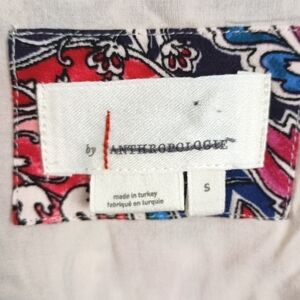 by ANTHROPOLOGIE
made in turkey
fabriqué en turquie
S